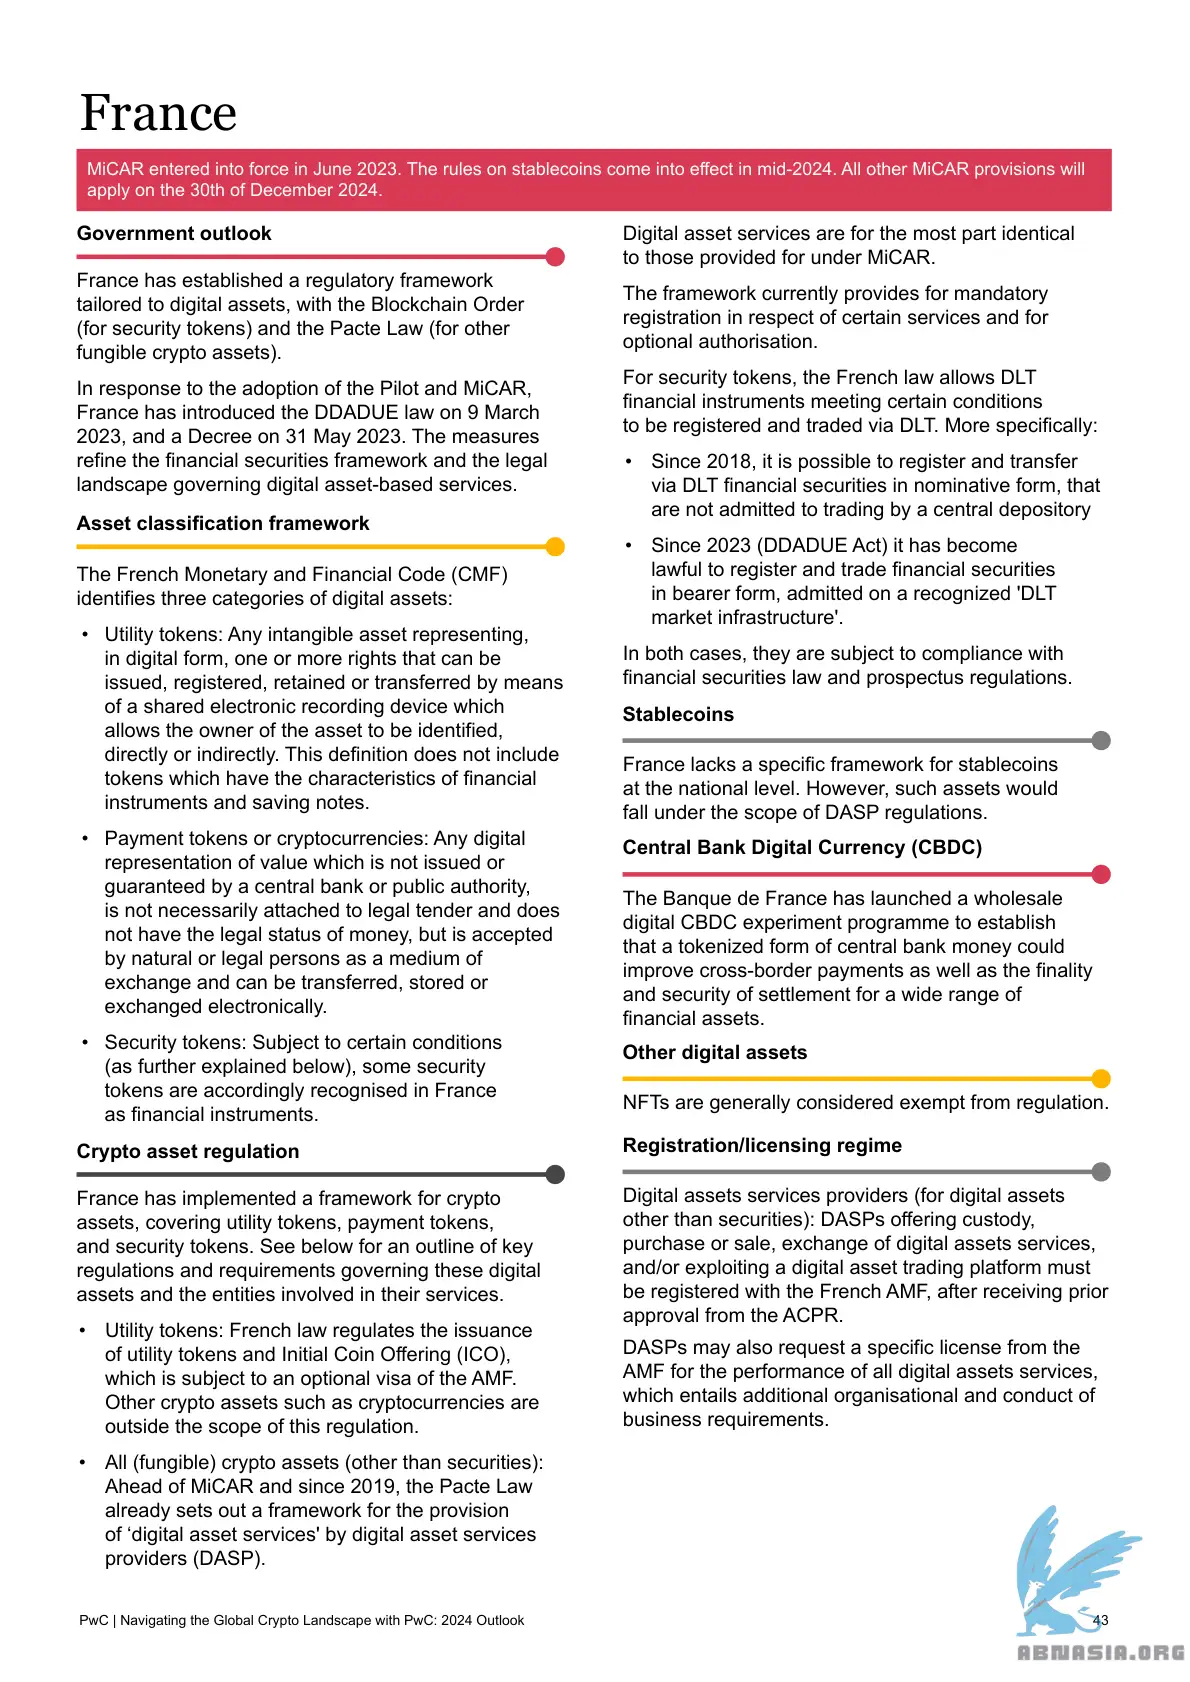 France
MiCAR entered into force in June 2023. The rules on stablecoins come into effect in mid-2024. All other MiCAR provisions will
apply on the 30th of December 2024.
Government outlook
France has established a regulatory framework
tailored to digital assets, with the Blockchain Order
(for security tokens) and the Pacte Law (for other
fungible crypto assets).
In response to the adoption of the Pilot and MiCAR,
France has introduced the DDADUE law on 9 March
2023, and a Decree on 31 May 2023. The measures
refine the financial securities framework and the legal
landscape governing digital asset-based services.
Asset classification framework
The French Monetary and Financial Code (CMF)
identifies three categories of digital assets:
• Utility tokens: Any intangible asset representing,
in digital form, one or more rights that can be
issued, registered, retained or transferred by means
of a shared electronic recording device which
allows the owner of the asset to be identified,
directly or indirectly. This definition does not include
tokens which have the characteristics of financial
instruments and saving notes.
• Payment tokens or cryptocurrencies: Any digital
representation of value which is not issued or
guaranteed by a central bank or public authority,
is not necessarily attached to legal tender and does
not have the legal status of money, but is accepted
by natural or legal persons as a medium of
exchange and can be transferred, stored or
exchanged electronically.
• Security tokens: Subject to certain conditions
(as further explained below), some security
tokens are accordingly recognised in France
as financial instruments.
Crypto asset regulation
France has implemented a framework for crypto
assets, covering utility tokens, payment tokens,
and security tokens. See below for an outline of key
regulations and requirements governing these digital
assets and the entities involved in their services.
• Utility tokens: French law regulates the issuance
of utility tokens and Initial Coin Offering (ICO),
which is subject to an optional visa of the AMF.
Other crypto assets such as cryptocurrencies are
outside the scope of this regulation.
• All (fungible) crypto assets (other than securities):
Ahead of MiCAR and since 2019, the Pacte Law
already sets out a framework for the provision
of ‘digital asset services' by digital asset services
providers (DASP).
Digital asset services are for the most part identical
to those provided for under MiCAR.
The framework currently provides for mandatory
registration in respect of certain services and for
optional authorisation.
For security tokens, the French law allows DLT
financial instruments meeting certain conditions
to be registered and traded via DLT. More specifically:
• Since 2018, it is possible to register and transfer
via DLT financial securities in nominative form, that
are not admitted to trading by a central depository
• Since 2023 (DDADUE Act) it has become
lawful to register and trade financial securities
in bearer form, admitted on a recognized 'DLT
market infrastructure'.
In both cases, they are subject to compliance with
financial securities law and prospectus regulations.
Stablecoins
France lacks a specific framework for stablecoins
at the national level. However, such assets would
fall under the scope of DASP regulations.
Central Bank Digital Currency (CBDC)
The Banque de France has launched a wholesale
digital CBDC experiment programme to establish
that a tokenized form of central bank money could
improve cross-border payments as well as the finality
and security of settlement for a wide range of
financial assets.
Other digital assets
NFTs are generally considered exempt from regulation.
Registration/licensing regime
Digital assets services providers (for digital assets
other than securities): DASPs offering custody,
purchase or sale, exchange of digital assets services,
and/or exploiting a digital asset trading platform must
be registered with the French AMF, after receiving prior
approval from the ACPR.
DASPs may also request a specific license from the
AMF for the performance of all digital assets services,
which entails additional organisational and conduct of
business requirements.
PwC | Navigating the Global Crypto Landscape with PwC: 2024 Outlook
43
ABNASIA.ORG